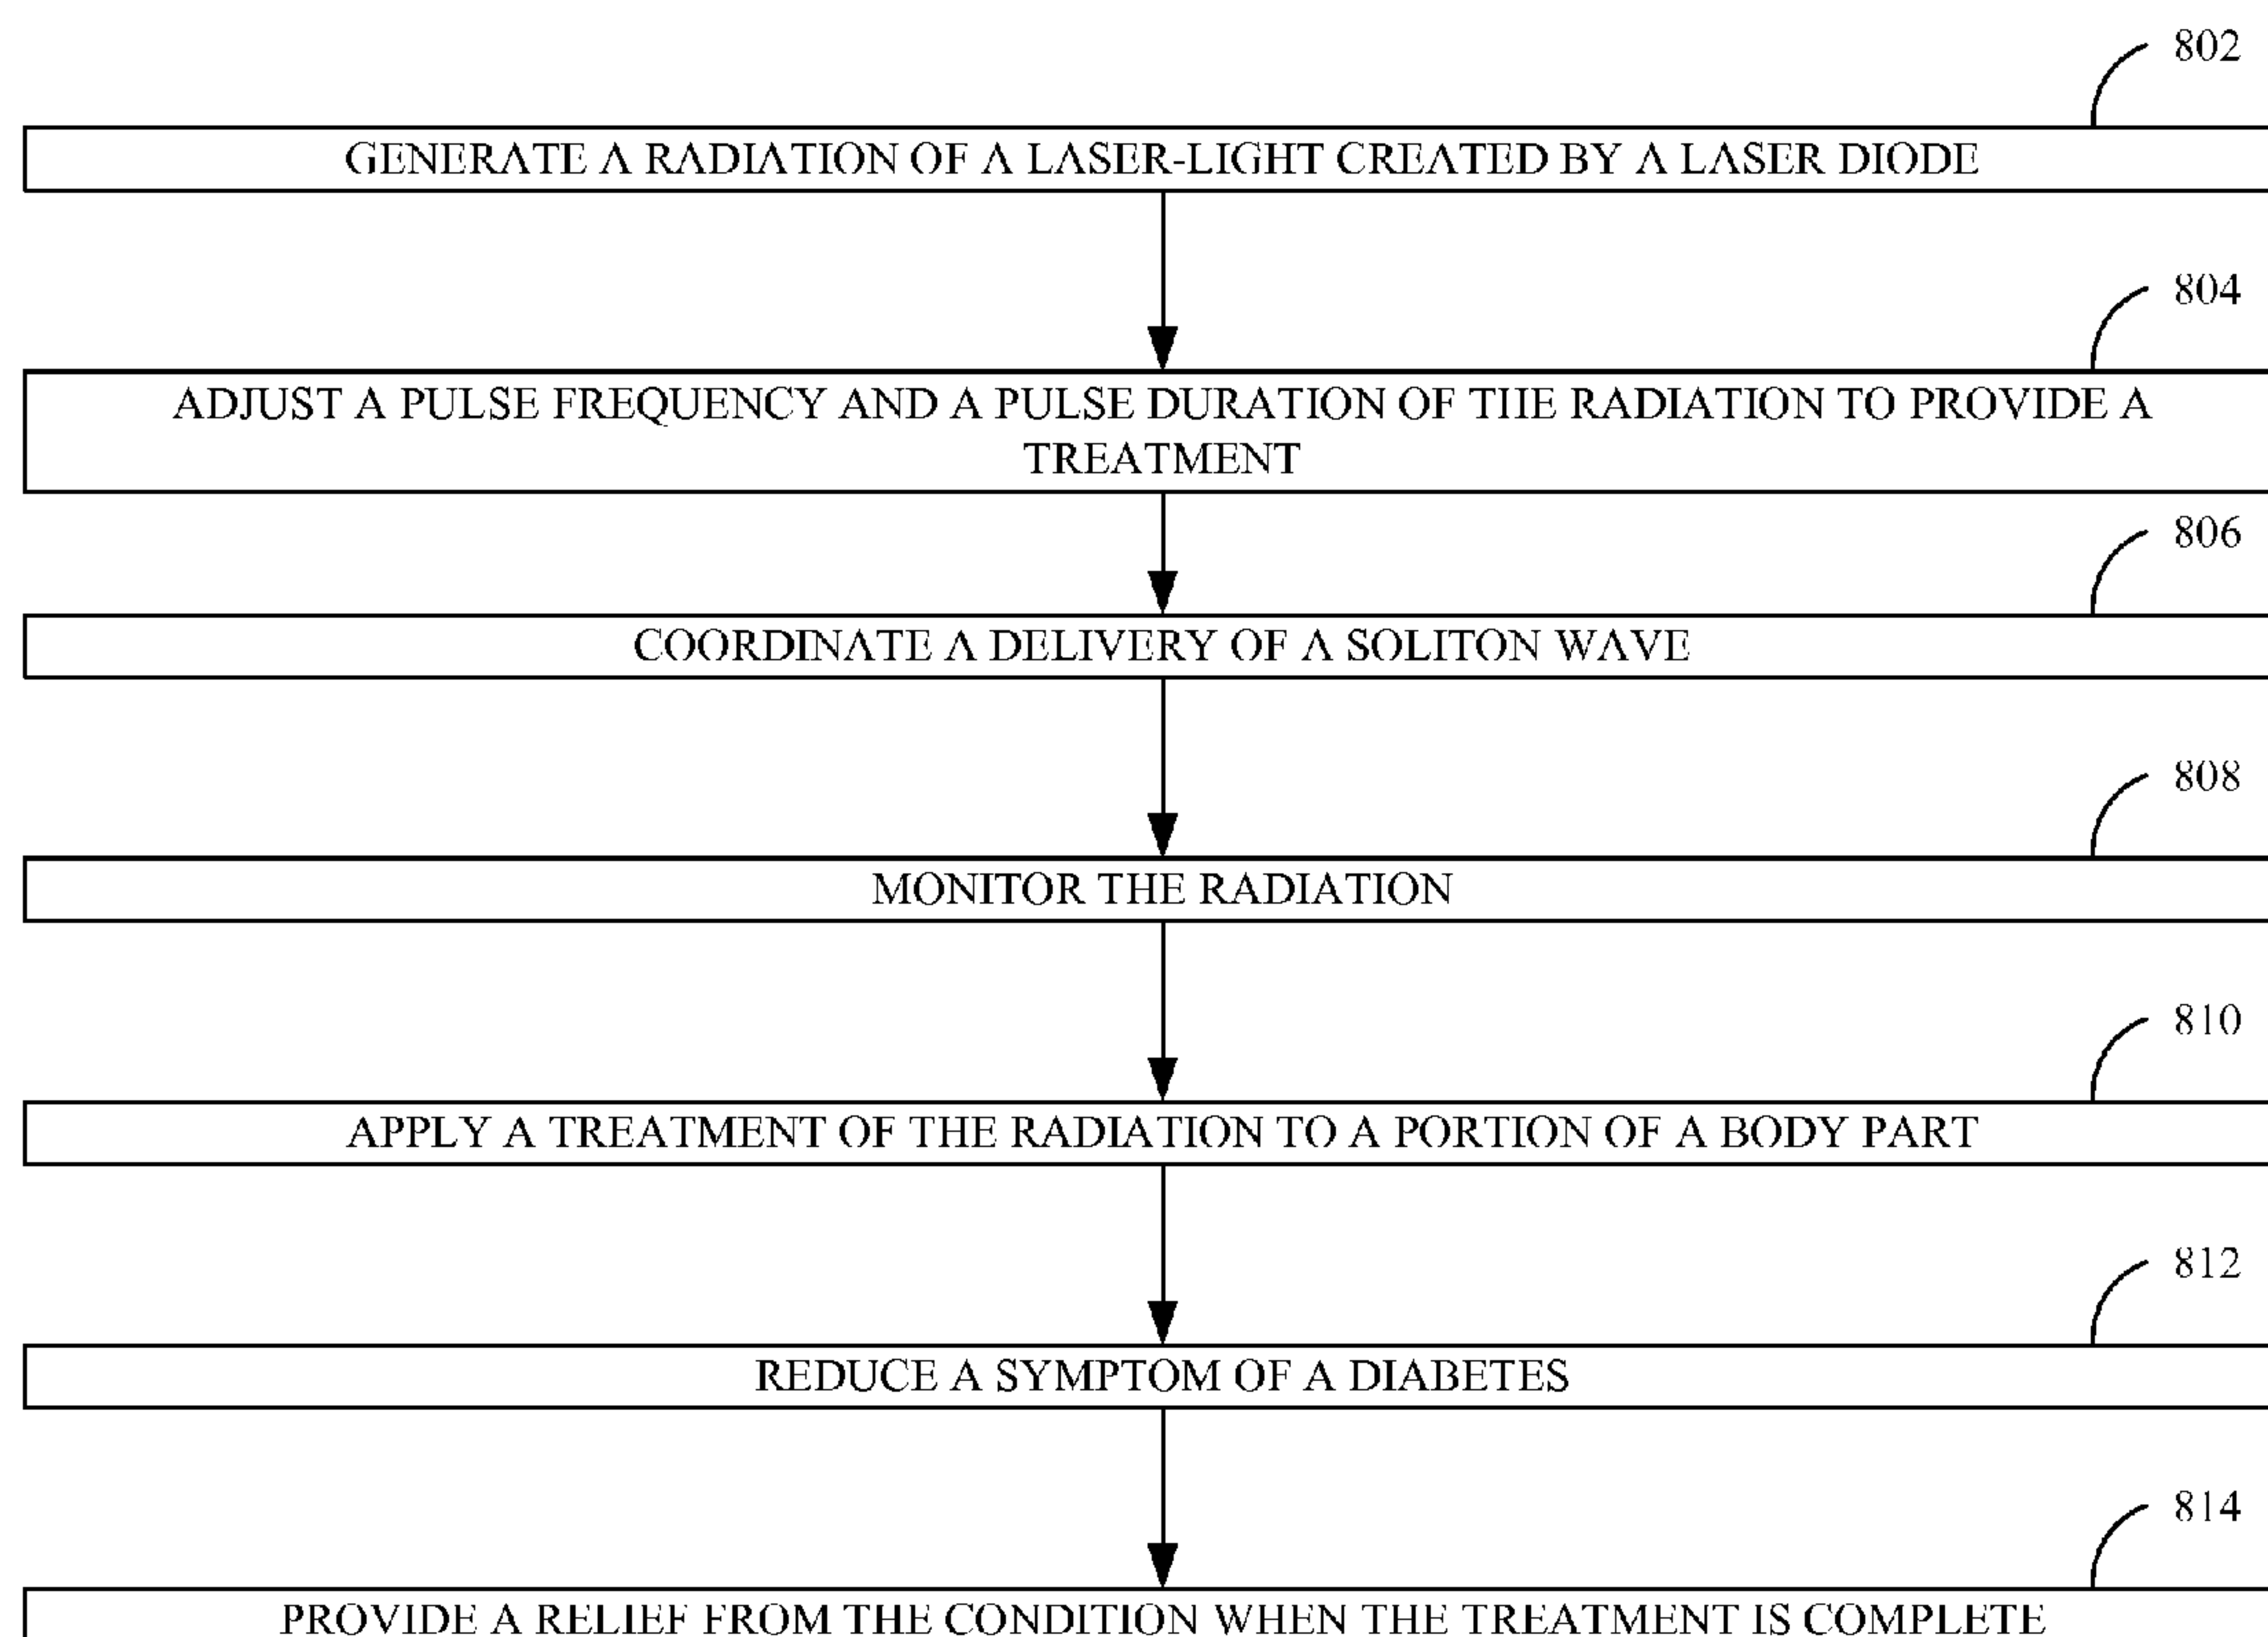 802
GENERATE A RADIATION OF A LASER-LIGHT CREATED BY A LASER DIODE
804
ADJUST A PULSE FREQUENCY AND A PULSE DURATION OF THE RADIATION TO PROVIDE A
TREATMENT
806
COORDINATE A DELIVERY OF A SOLITON WAVE
808
MONITOR THE RADIATION
810
APPLY A TREATMENT OF THE RADIATION TO A PORTION OF A BODY PART
812
REDUCE A SYMPTOM OF A DIABETES
814
PROVIDE A RELIEF FROM THE CONDITION WHEN THE TREATMENT IS COMPLETE